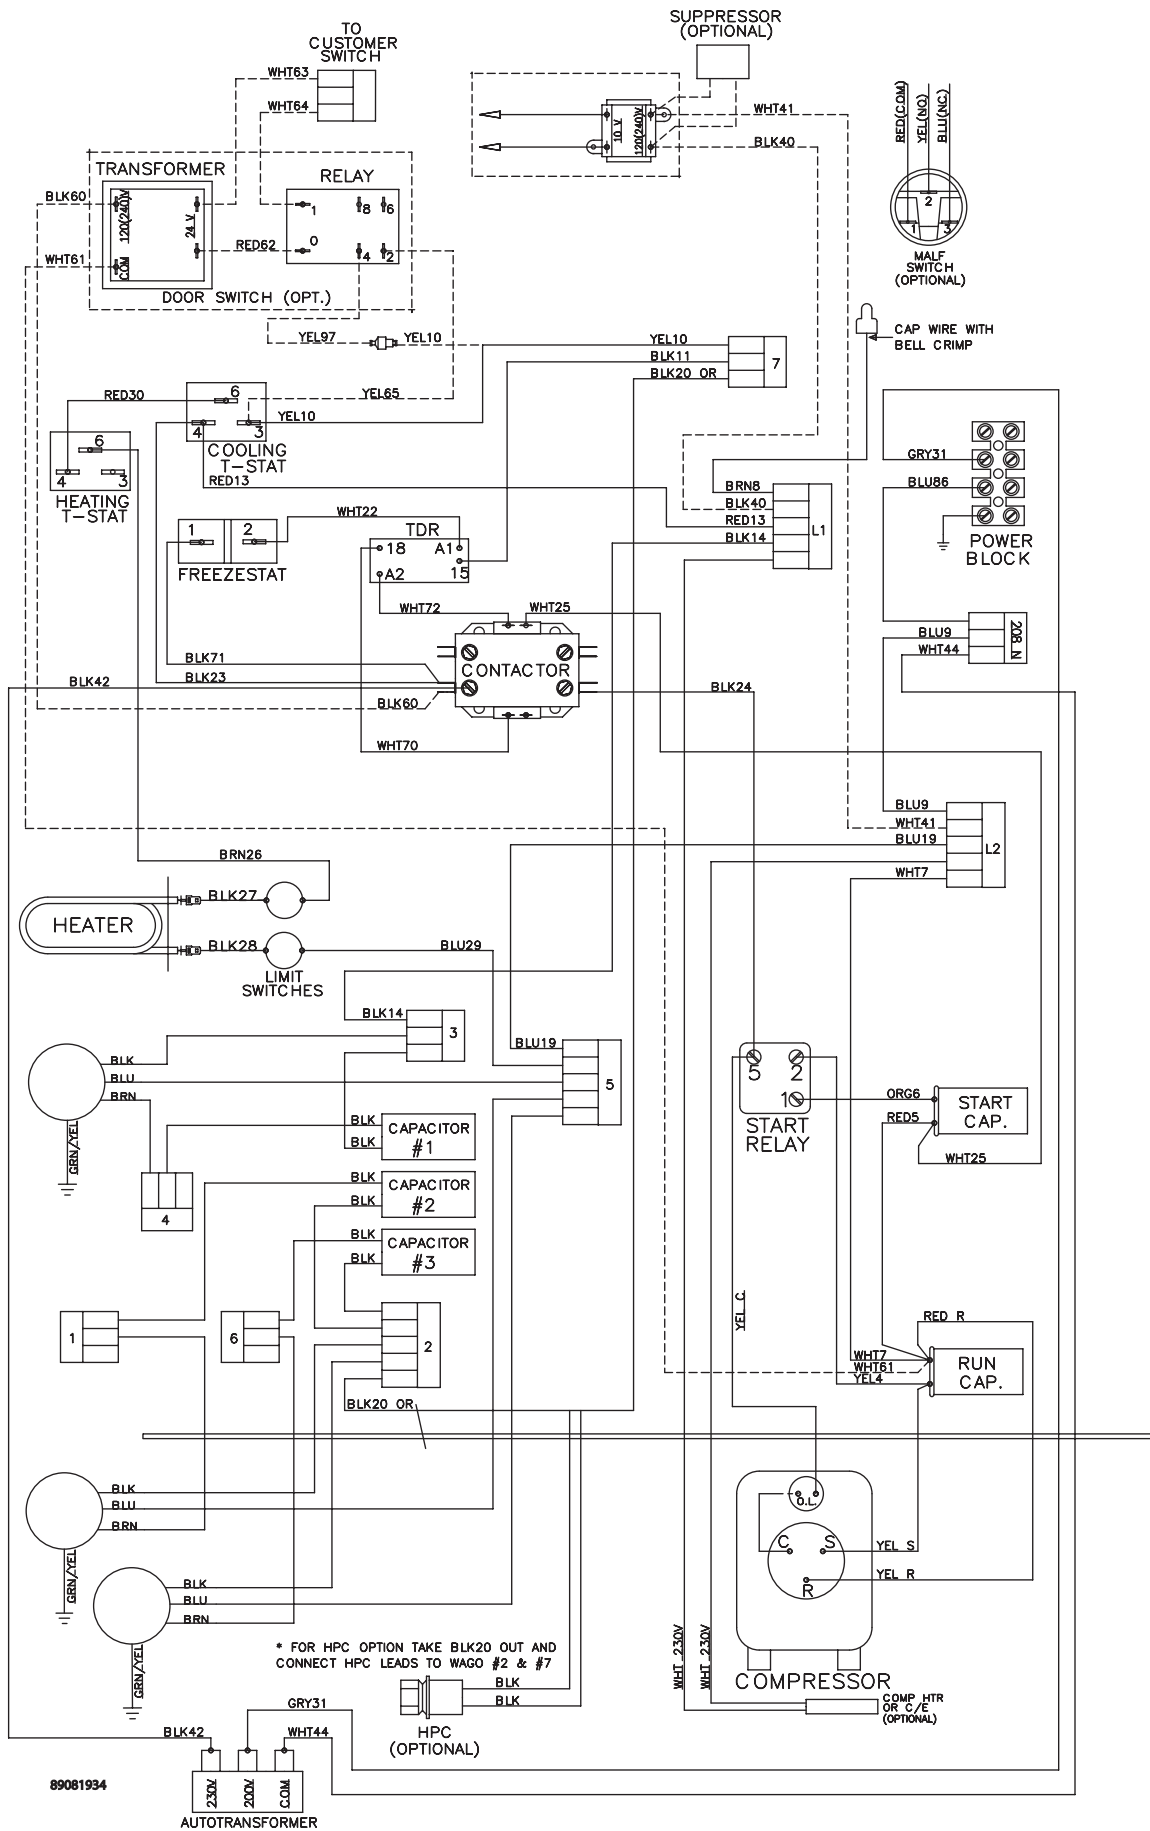 SUPPRESSOR
(OPTIONAL)
TO
CUSTOMER
SWITCH
WHT63
WHT64
10 V
120(240)V
WHT41
BLK40
RED(COM)
YEL(NO)
BLU(NC)
1
2
3
MALF
SWITCH
(OPTIONAL)
TRANSFORMER
RELAY
BLK60
120(240)V
24 V
COM
WHT61
RED62
1
8
6
0
4
2
DOOR SWITCH (OPT.)
YEL97
YEL10
YEL10
BLK11
BLK20 OR
7
CAP WIRE WITH
BELL CRIMP
RED30
6
4
3
YEL65
YEL10
COOLING
T-STAT
6
4
3
HEATING
T-STAT
RED13
GRY31
BLU86
POWER
BLOCK
BRN8
BLK40
RED13
BLK14
L1
WHT22
1
2
FREEZESTAT
TDR
18
A1
A2
15
WHT72
WHT25
CONTACTOR
BLK71
BLK23
BLK42
BLK60
BLK24
WHT70
BLU9
WHT44
208 N
BLU9
WHT41
BLU19
WHT7
L2
BRN26
HEATER
BLK27
BLK28
LIMIT
SWITCHES
BLU29
BLK14
3
BLU19
5
BLK
BLU
BRN
GRN/YEL
4
BLK
BLK
CAPACITOR
#1
BLK
BLK
CAPACITOR
#2
BLK
BLK
CAPACITOR
#3
5
2
1
START
RELAY
ORG6
RED5
START
CAP.
WHT25
1
6
2
BLK20 OR
YEL C
RED R
WHT7
WHT61
YEL4
RUN
CAP.
BLK
BLU
BRN
GRN/YEL
BLK
BLU
BRN
GRN/YEL
O.L.
C
S
R
YEL S
YEL R
COMPRESSOR
WHT 230V
WHT 230V
COMP HTR
OR C/E
(OPTIONAL)
* FOR HPC OPTION TAKE BLK20 OUT AND
CONNECT HPC LEADS TO WAGO #2 & #7
BLK
BLK
HPC
(OPTIONAL)
GRY31
BLK42
WHT44
230V
200V
COM
AUTOTRANSFORMER
89081934